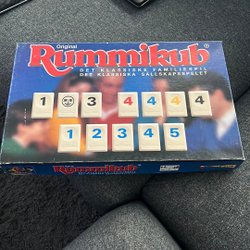 Original
Rummikub
DET KLASSISKA FAMILIESPIL
DET KLASSISKA SÄLLSKAPSSPELET
1 3 4 4 4 4
1 2 3 4 5
Rummikub